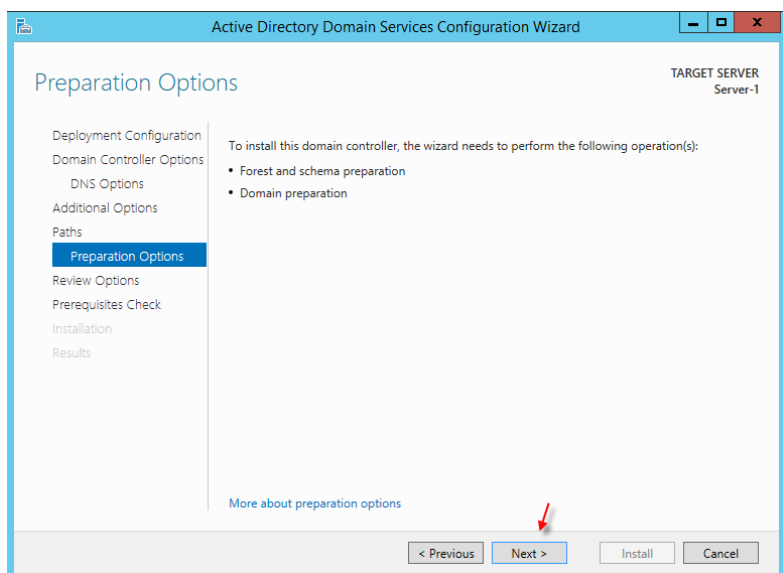 Active Directory Domain Services Configuration Wizard
Preparation Options
TARGET SERVER
Server-1
Deployment Configuration
Domain Controller Options
DNS Options
Additional Options
Paths
Preparation Options
Review Options
Prerequisites Check
Installation
Results
To install this domain controller, the wizard needs to perform the following operation(s):
• Forest and schema preparation
• Domain preparation
More about preparation options
< Previous
Next >
Install
Cancel